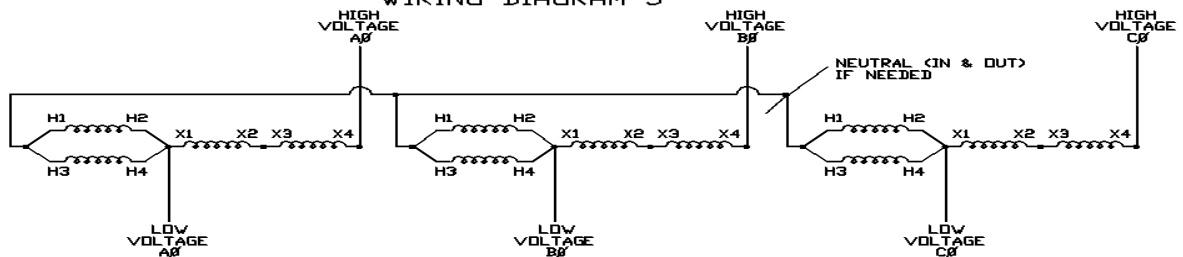 WIRING DIAGRAM 3
HIGH
VOLTAGE
AØ
HIGH
VOLTAGE
BØ
HIGH
VOLTAGE
CØ
NEUTRAL (IN & OUT)
IF NEEDED
H1 H2 X1 X2 X3 X4
H3 H4
H1 H2 X1 X2 X3 X4
H3 H4
H1 H2 X1 X2 X3 X4
H3 H4
LOW
VOLTAGE
AØ
LOW
VOLTAGE
BØ
LOW
VOLTAGE
CØ